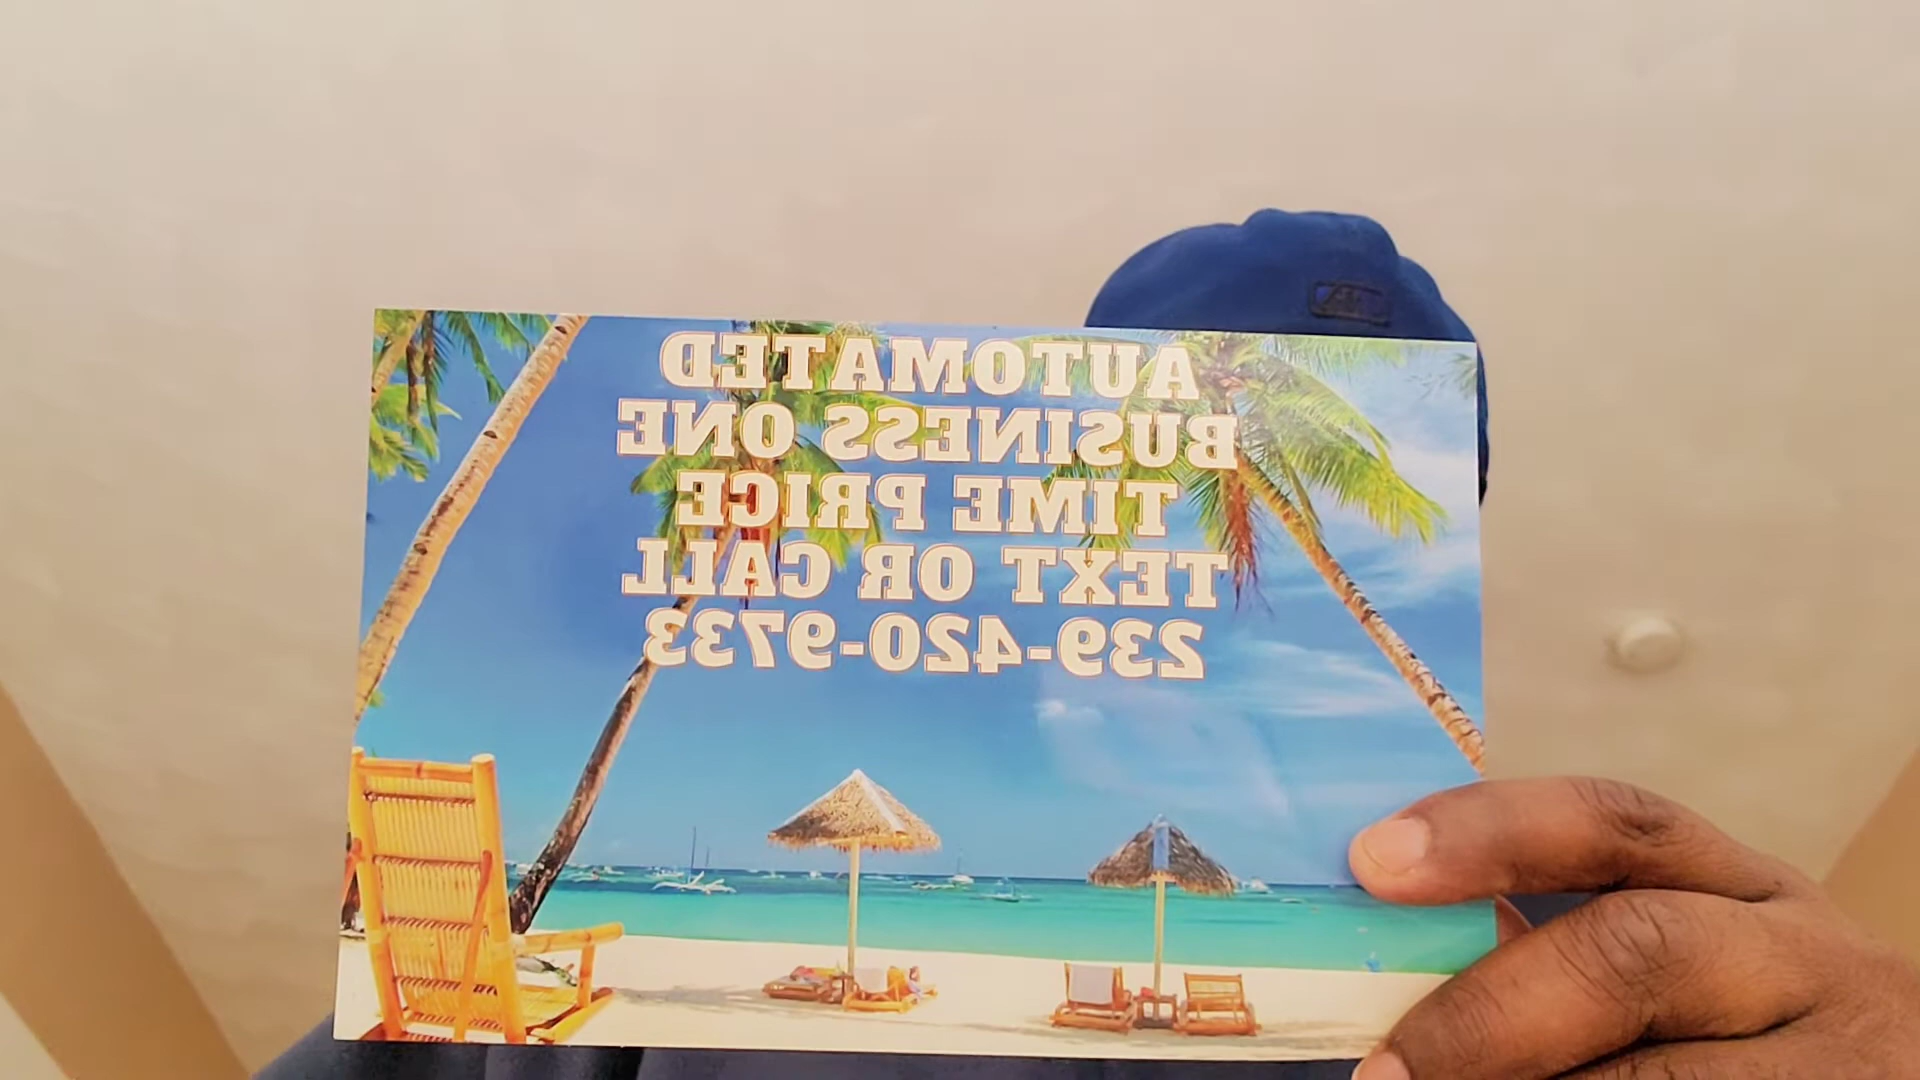 AUTOMATED
BUSINESS ONE
TIME PRICE
TEXT OR CALL
239-420-9733